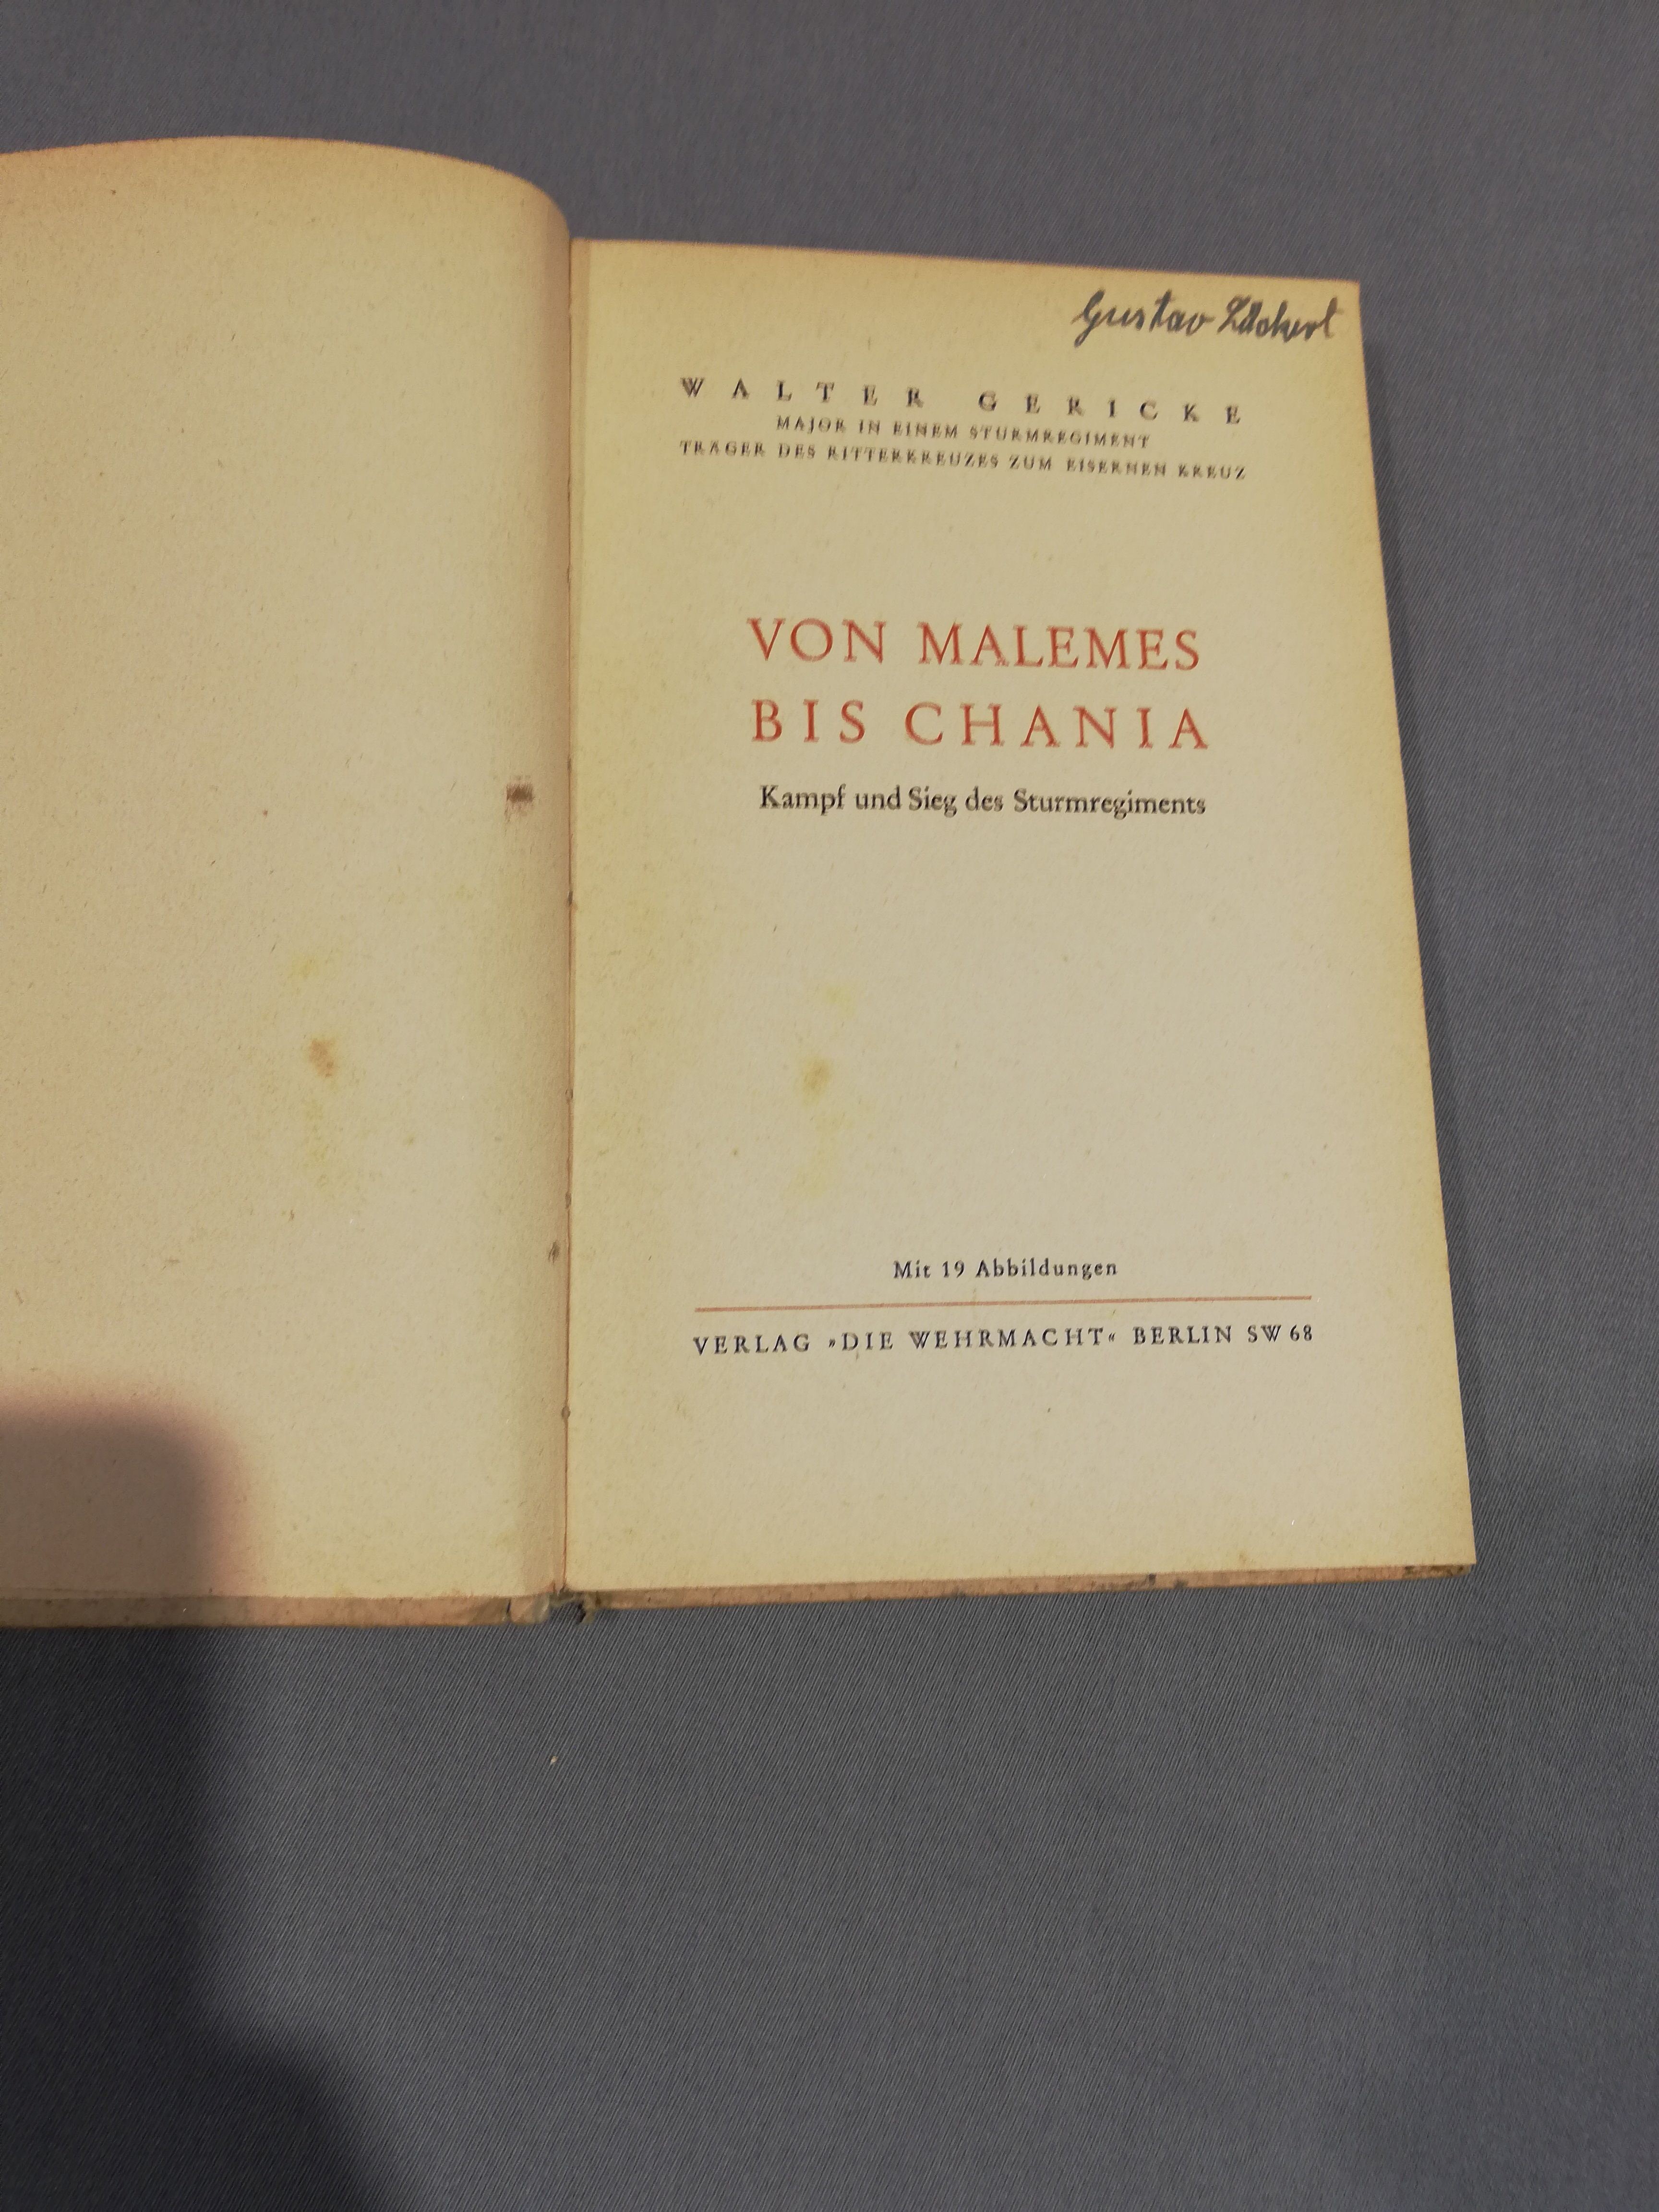 Gustav
WALTER GERICKE
MAJOR IN EINEM STURMREGIMENT
TRÄGER DES RITTERKREUZES ZUM EISERNEN KREUZ
VON MALEMES
BIS CHANIA
Kampf und Sieg des Sturmregiments
Mit 19 Abbildungen
VERLAG »DIE WEHRMACHT« BERLIN SW 68